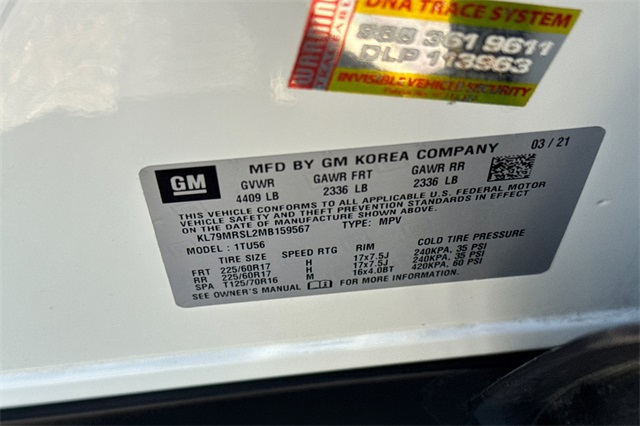 WARNING
DNA TRACE SYSTEM
888 361 9611
DLP 113963
INVISIBLE VEHICLE SECURITY
GM
MFD BY GM KOREA COMPANY
03 / 21
GVWR GAWR FRT GAWR RR
4409 LB 2336 LB 2336 LB
THIS VEHICLE CONFORMS TO ALL APPLICABLE U.S. FEDERAL MOTOR
VEHICLE SAFETY, BUMPER, AND THEFT PREVENTION STANDARDS IN EFFECT
ON THE DATE OF MANUFACTURE SHOWN ABOVE.
KL79MRSL2MB159567 TYPE: MPV
MODEL : 1TU56
TIRE SIZE SPEED RTG RIM COLD TIRE PRESSURE
FRT 225/60R17 H 17x7.5J 240KPA, 35 PSI
RR 225/60R17 H 17x7.5J 240KPA, 35 PSI
SPA T125/70R16 M 16x4.0BT 420KPA, 60 PSI
SEE OWNER'S MANUAL FOR MORE INFORMATION.